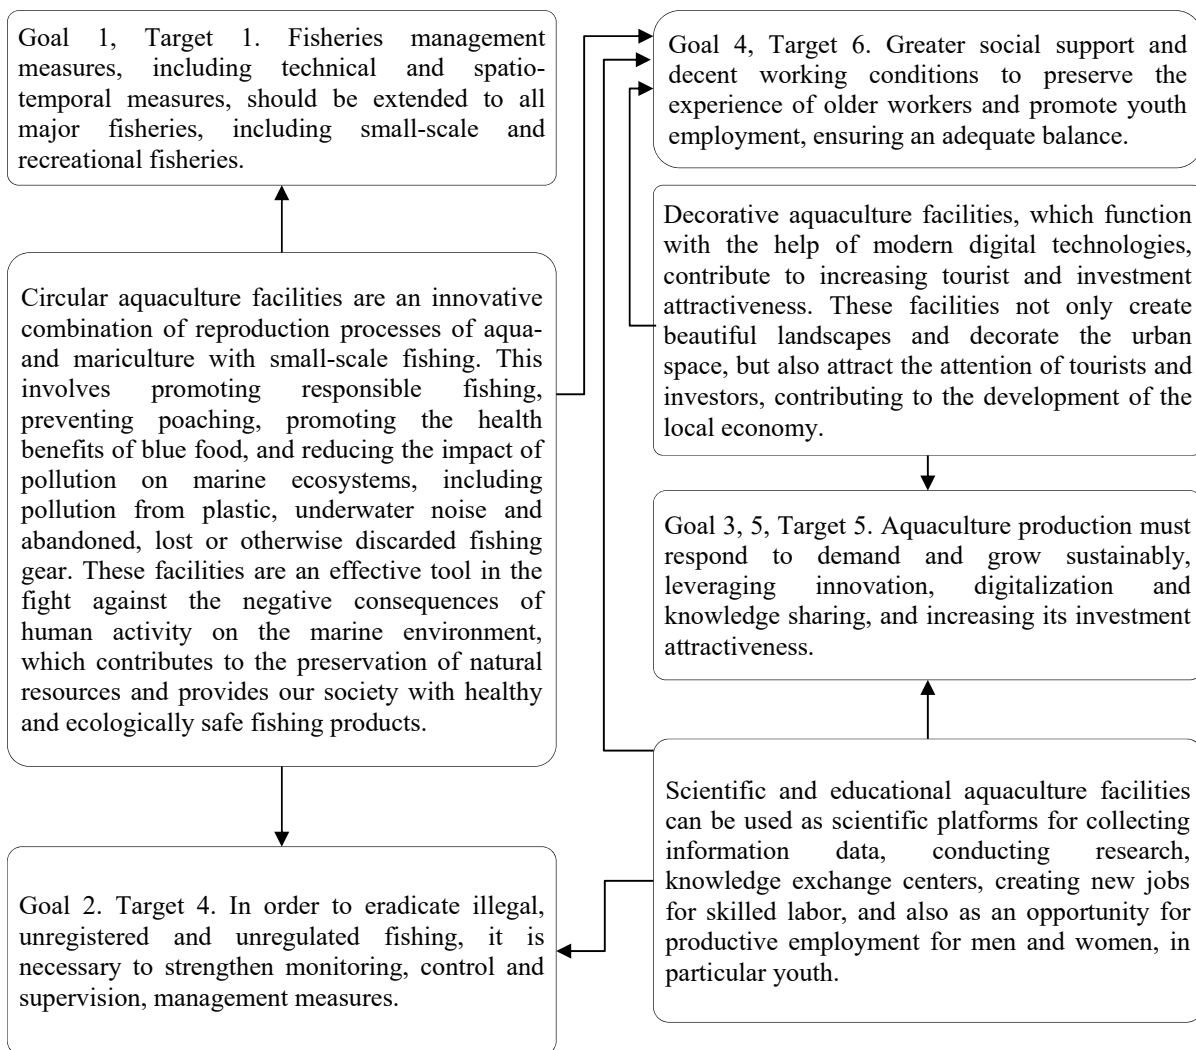 Goal 1, Target 1. Fisheries management
measures, including technical and spatio-
temporal measures, should be extended to all
major fisheries, including small-scale and
recreational fisheries.
Circular aquaculture facilities are an innovative
combination of reproduction processes of aqua-
and mariculture with small-scale fishing. This
involves promoting responsible fishing,
preventing poaching, promoting the health
benefits of blue food, and reducing the impact of
pollution on marine ecosystems, including
pollution from plastic, underwater noise and
abandoned, lost or otherwise discarded fishing
gear. These facilities are an effective tool in the
fight against the negative consequences of
human activity on the marine environment,
which contributes to the preservation of natural
resources and provides our society with healthy
and ecologically safe fishing products.
Goal 2. Target 4. In order to eradicate illegal,
unregistered and unregulated fishing, it is
necessary to strengthen monitoring, control and
supervision, management measures.
Goal 4, Target 6. Greater social support and
decent working conditions to preserve the
experience of older workers and promote youth
employment, ensuring an adequate balance.
Decorative aquaculture facilities, which function
with the help of modern digital technologies,
contribute to increasing tourist and investment
attractiveness. These facilities not only create
beautiful landscapes and decorate the urban
space, but also attract the attention of tourists and
investors, contributing to the development of the
local economy.
Goal 3, 5, Target 5. Aquaculture production must
respond to demand and grow sustainably,
leveraging innovation, digitalization and
knowledge sharing, and increasing its investment
attractiveness.
Scientific and educational aquaculture facilities
can be used as scientific platforms for collecting
information data, conducting research,
knowledge exchange centers, creating new jobs
for skilled labor, and also as an opportunity for
productive employment for men and women, in
particular youth.